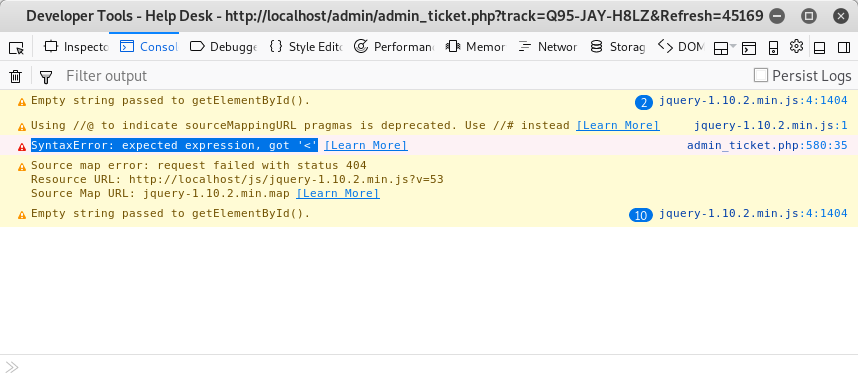 Developer Tools - Help Desk - http://localhost/admin/admin_ticket.php?track=Q95-JAY-H8LZ&Refresh=45169
Inspecto Consol Debugge {} Style Edito Performan Memor Networ Storag DOM
Filter output Persist Logs
Empty string passed to getElementById(). 2 jquery-1.10.2.min.js:4:1404
Using //@ to indicate sourceMappingURL pragmas is deprecated. Use //# instead [Learn More] jquery-1.10.2.min.js:1
SyntaxError: expected expression, got '<' [Learn More] admin_ticket.php:580:35
Source map error: request failed with status 404
Resource URL: http://localhost/js/jquery-1.10.2.min.js?v=53
Source Map URL: jquery-1.10.2.min.map [Learn More]
Empty string passed to getElementById(). 10 jquery-1.10.2.min.js:4:1404